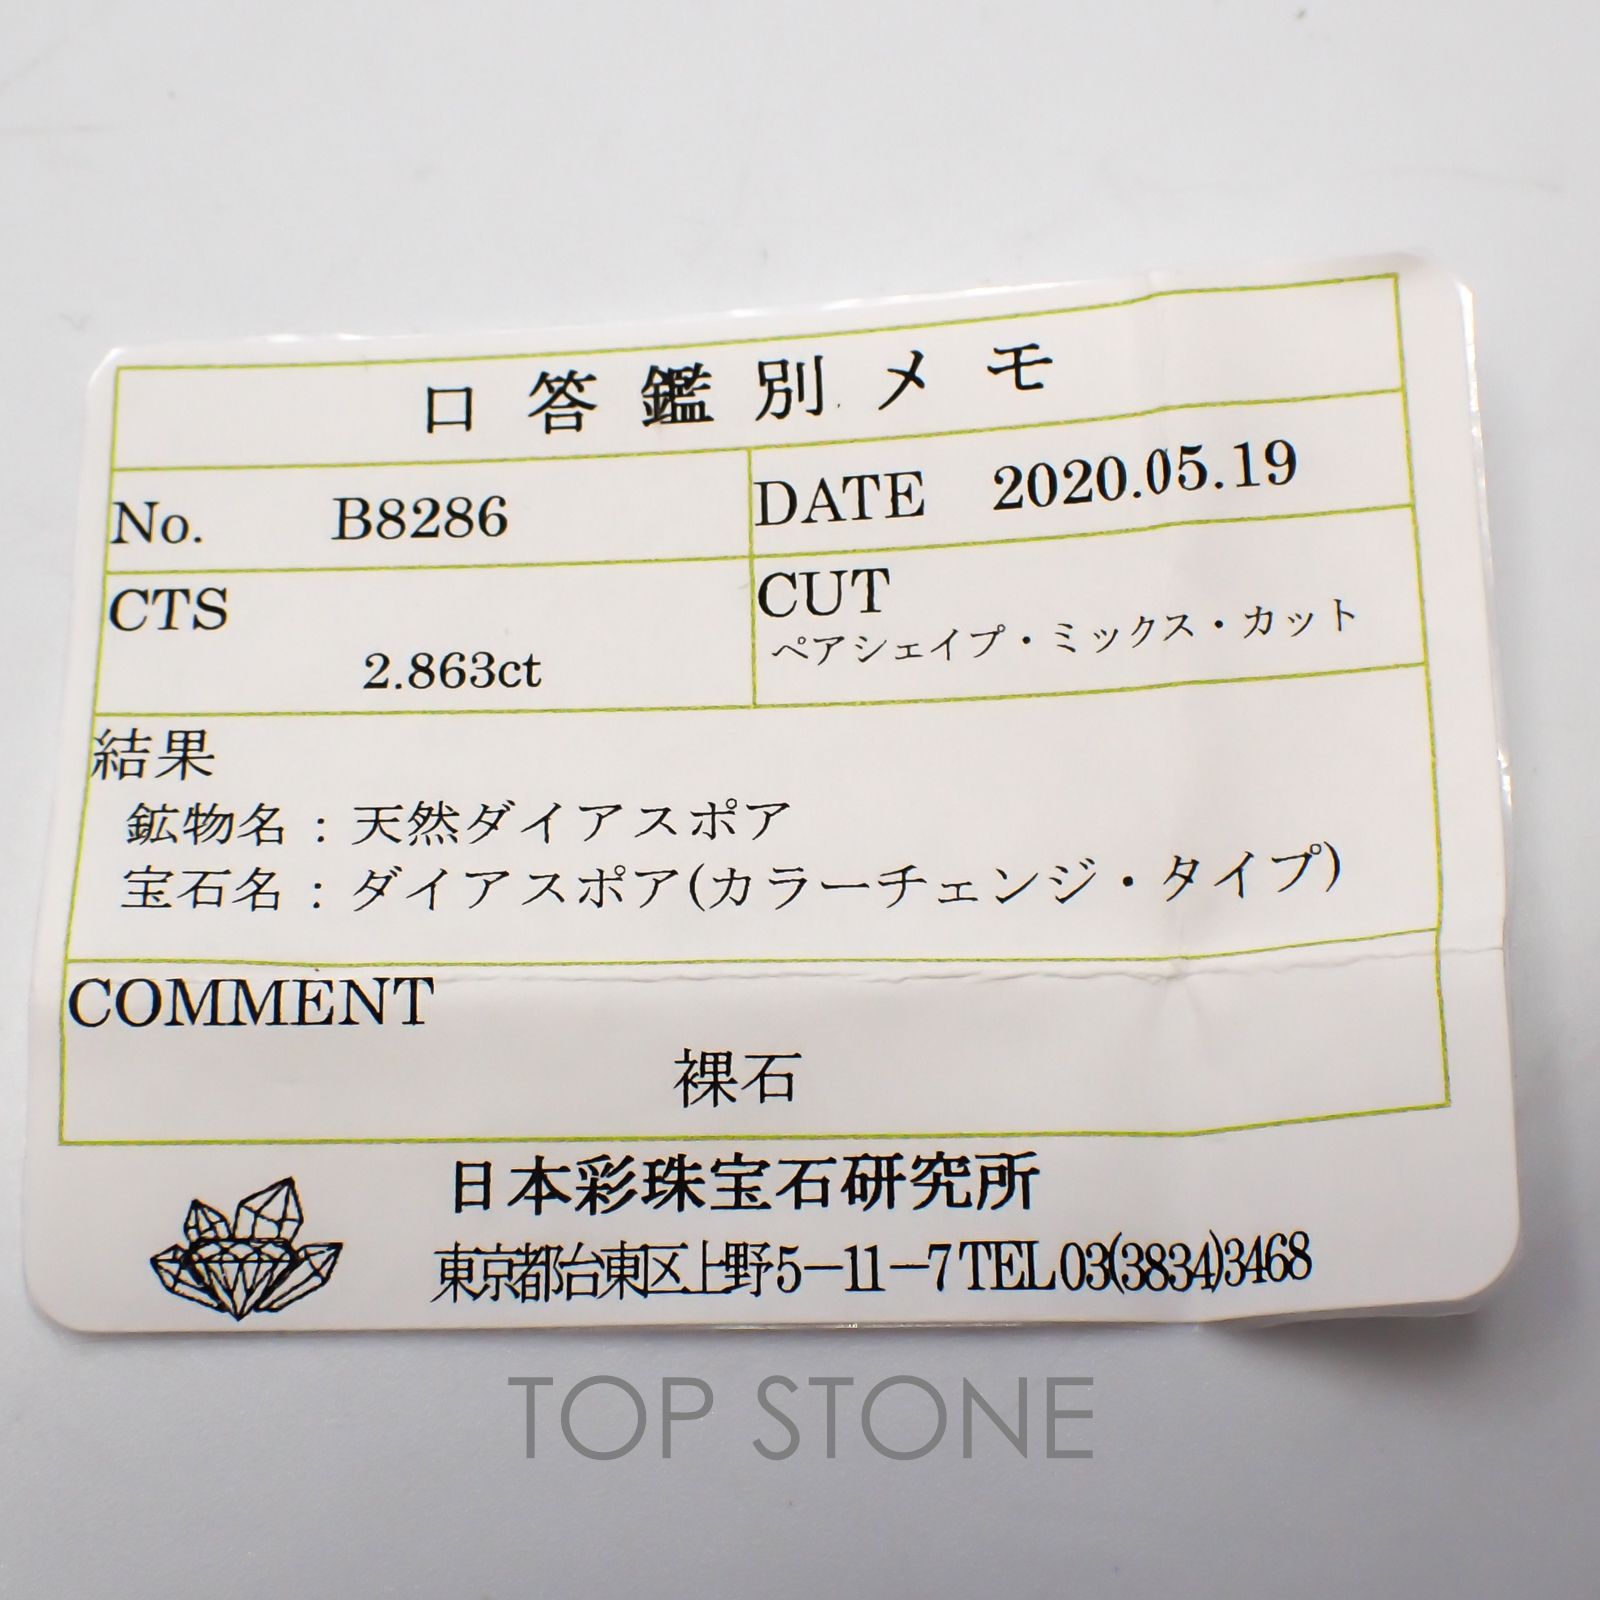 口答鑑別メモ
No. B8286
DATE 2020.05.19
CTS
2.863ct
CUT
ペアシェイプ・ミックス・カット
結果
鉱物名：天然ダイアスポア
宝石名：ダイアスポア(カラーチェンジ・タイプ)
COMMENT
裸石
日本彩珠宝石研究所
東京都台東区上野5－11－7 TEL 03(3834)3468
TOP STONE